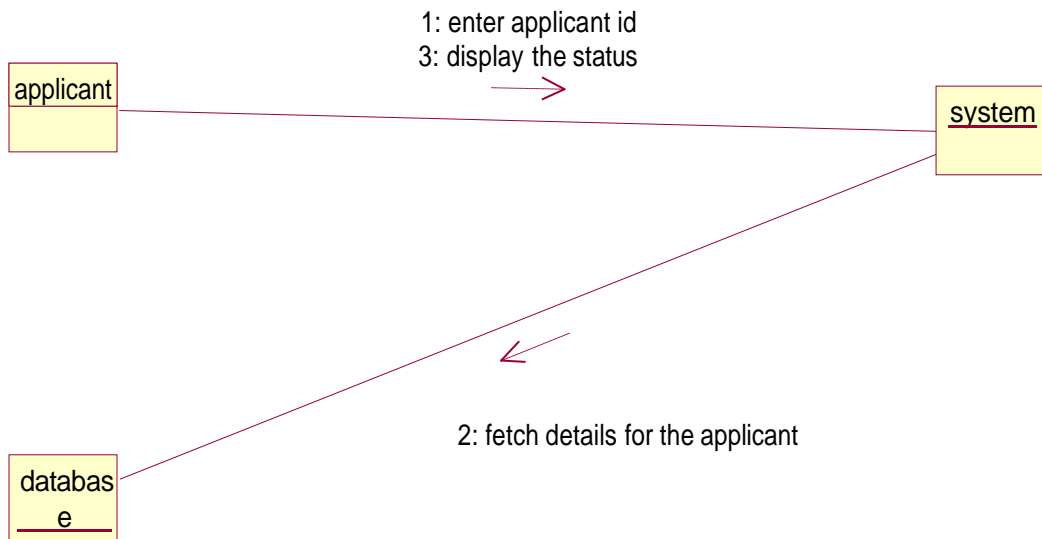 1: enter applicant id
3: display the status
applicant
system
2: fetch details for the applicant
databas
e